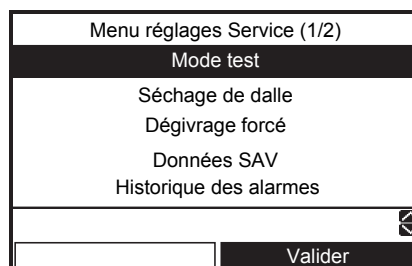 Menu réglages Service (1/2)
Mode test
Séchage de dalle
Dégivrage forcé
Données SAV
Historique des alarmes
Valider